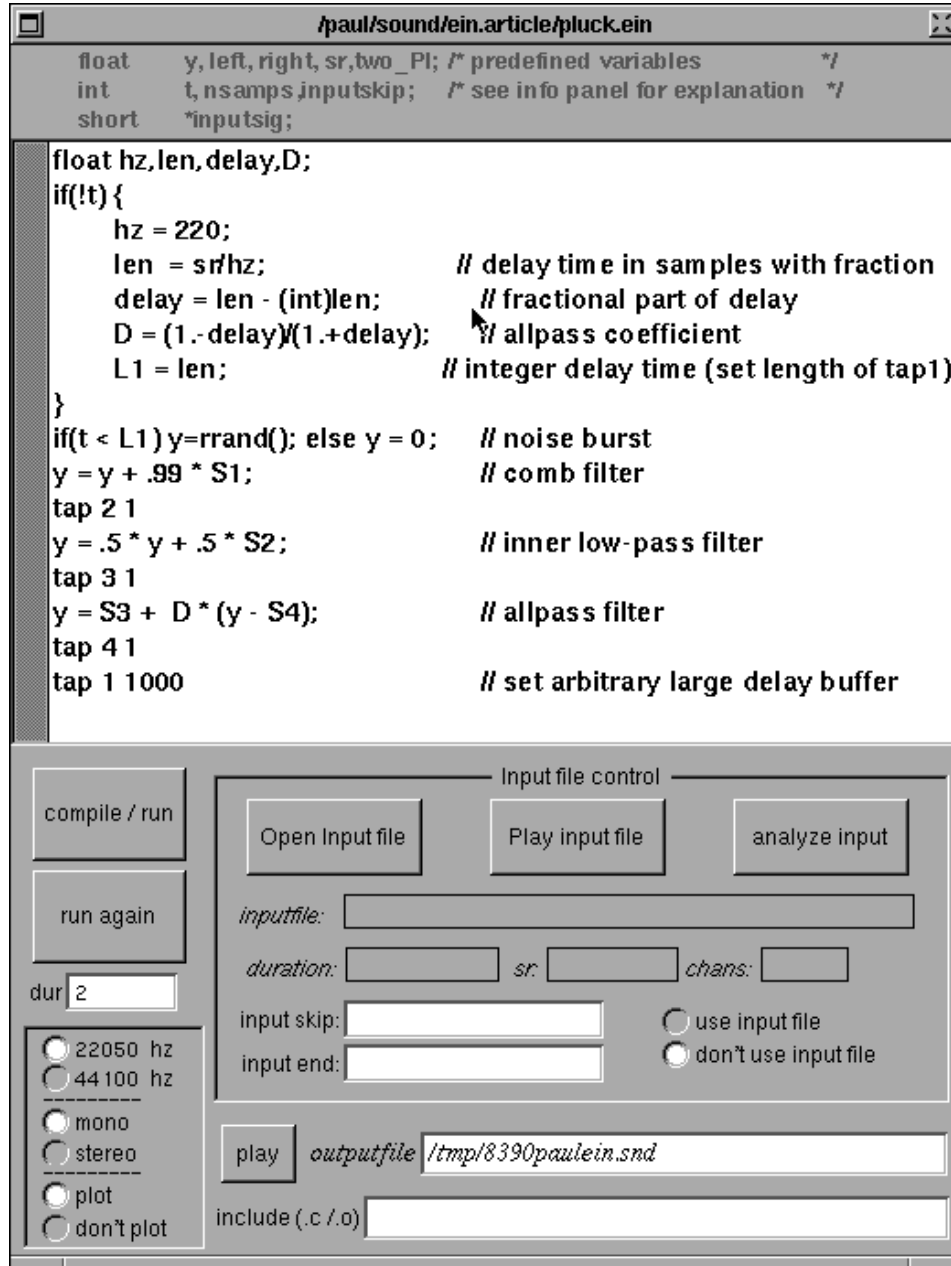 /paul/sound/ein.article/pluck.ein
float y, left, right, sr,two_PI; /* predefined variables */
int t, nsamps,inputskip; /* see info panel for explanation */
short *inputsig;
float hz,len,delay,D;
if(!t) {
hz = 220;
len = sr/hz; // delay time in samples with fraction
delay = len - (int)len; // fractional part of delay
D = (1.-delay)/(1.+delay); // allpass coefficient
L1 = len; // integer delay time (set length of tap1)
}
if(t < L1) y=rrand(); else y = 0; // noise burst
y = y + .99 * S1; // comb filter
tap 2 1
y = .5 * y + .5 * S2; // inner low-pass filter
tap 3 1
y = S3 + D * (y - S4); // allpass filter
tap 4 1
tap 1 1000 // set arbitrary large delay buffer
compile / run
run again
dur 2
22050 hz
44100 hz
---------
mono
stereo
---------
plot
don't plot
Input file control
Open Input file Play input file analyze input
inputfile:
duration: sr: chans:
input skip: use input file
input end: don't use input file
play outputfile /tmp/8390paulein.snd
include (.c /.o)